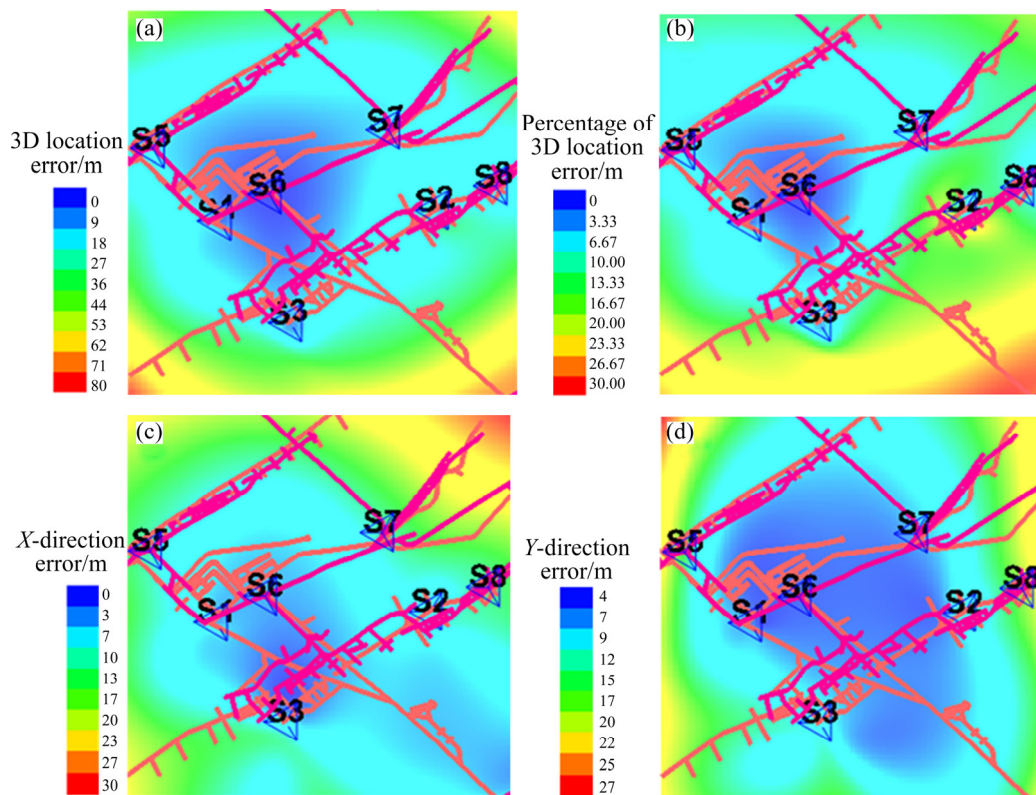 (a)
3D location
error/m
0
9
18
27
36
44
53
62
71
80
S5
S7
S6
S1
S8
S2
S3
(b)
Percentage of
3D location
error/m
0
3.33
6.67
10.00
13.33
16.67
20.00
23.33
26.67
30.00
S5
S7
S6
S1
S8
S2
S3
(c)
X-direction
error/m
0
3
7
10
13
17
20
23
27
30
S5
S7
S6
S1
S8
S2
S3
(d)
Y-direction
error/m
4
7
9
12
15
17
20
22
25
27
S5
S7
S6
S1
S8
S2
S3